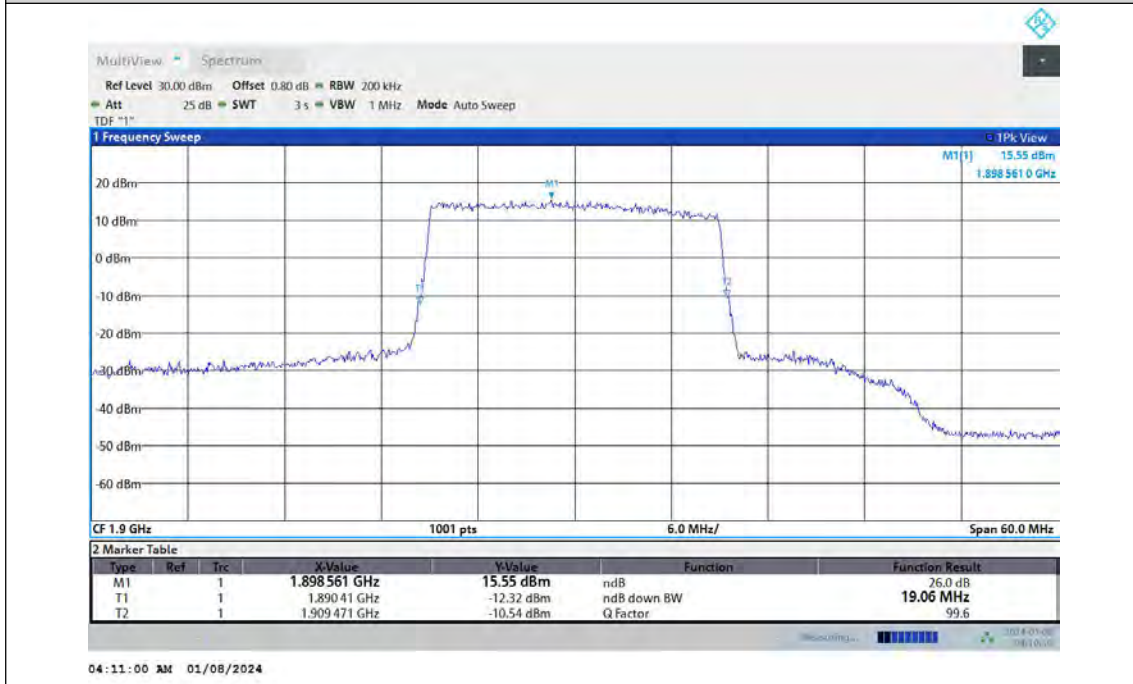 MultiView Spectrum
Ref Level 30.00 dBm Offset 0.80 dB RBW 200 kHz
Att 25 dB SWT 3 s VBW 1 MHz Mode Auto Sweep
TDF "1"
1 Frequency Sweep 1Pk View
M1[1] 15.55 dBm
1.898 561 0 GHz
20 dBm
M1
10 dBm
0 dBm
T1
T2
-10 dBm
-20 dBm
-30 dBm
-40 dBm
-50 dBm
-60 dBm
CF 1.9 GHz 1001 pts 6.0 MHz/ Span 60.0 MHz
2 Marker Table
Type Ref Trc X-Value Y-Value Function Function Result
M1 1 1.898 561 GHz 15.55 dBm ndB 26.0 dB
T1 1 1.890 41 GHz -12.32 dBm ndB down BW 19.06 MHz
T2 1 1.909 471 GHz -10.54 dBm Q Factor 99.6
Measuring...
04:11:00 AM 01/08/2024